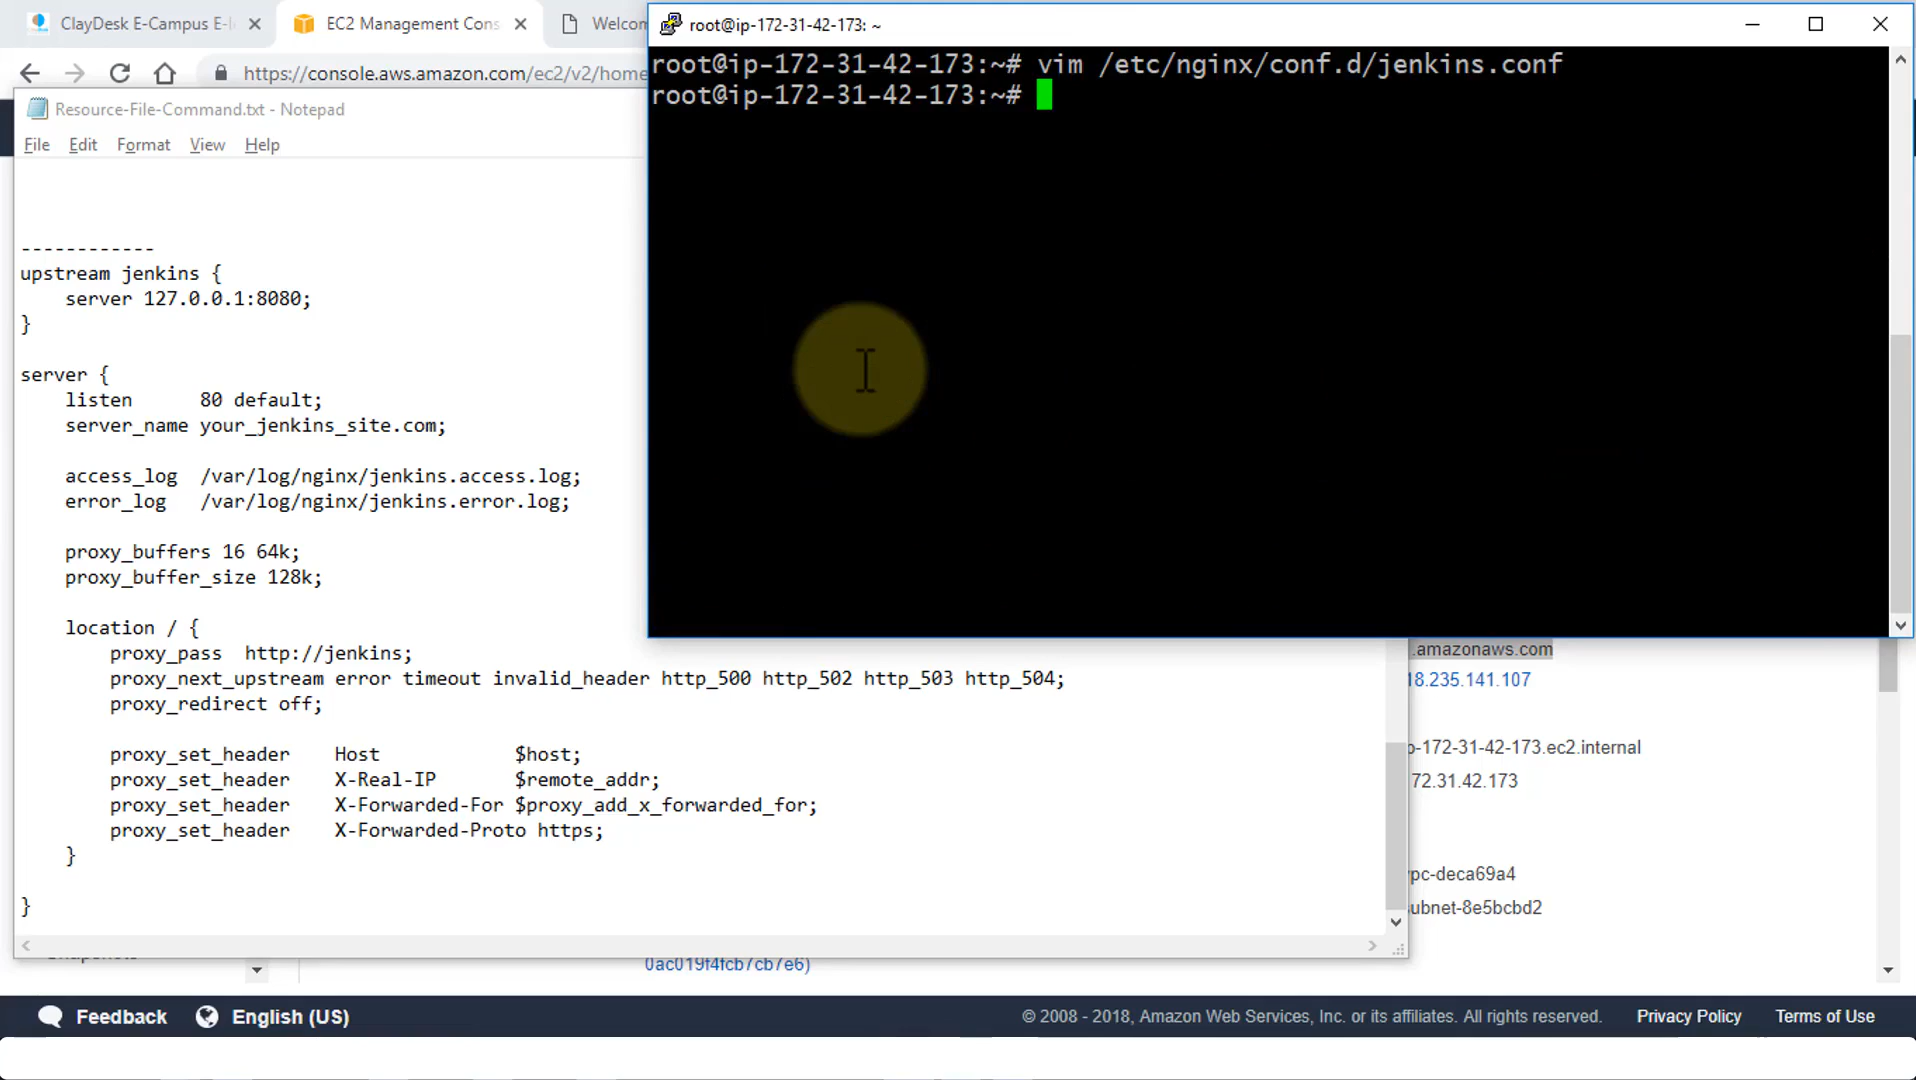 ClayDesk E-Campus E-l
EC2 Management Cons
Welcom
https://console.aws.amazon.com/ec2/v2/home
root@ip-172-31-42-173: ~
root@ip-172-31-42-173:~# vim /etc/nginx/conf.d/jenkins.conf
root@ip-172-31-42-173:~#
Resource-File-Command.txt - Notepad
File Edit Format View Help
------------
upstream jenkins {
    server 127.0.0.1:8080;
}
server {
    listen      80 default;
    server_name your_jenkins_site.com;
    access_log  /var/log/nginx/jenkins.access.log;
    error_log   /var/log/nginx/jenkins.error.log;
    proxy_buffers 16 64k;
    proxy_buffer_size 128k;
    location / {
        proxy_pass  http://jenkins;
        proxy_next_upstream error timeout invalid_header http_500 http_502 http_503 http_504;
        proxy_redirect off;
        proxy_set_header    Host            $host;
        proxy_set_header    X-Real-IP       $remote_addr;
        proxy_set_header    X-Forwarded-For $proxy_add_x_forwarded_for;
        proxy_set_header    X-Forwarded-Proto https;
    }
}
.amazonaws.com
18.235.141.107
p-172-31-42-173.ec2.internal
72.31.42.173
vpc-deca69a4
subnet-8e5bcbd2
0ac019f4fcb7cb7e6)
Feedback English (US)
© 2008 - 2018, Amazon Web Services, Inc. or its affiliates. All rights reserved. Privacy Policy Terms of Use